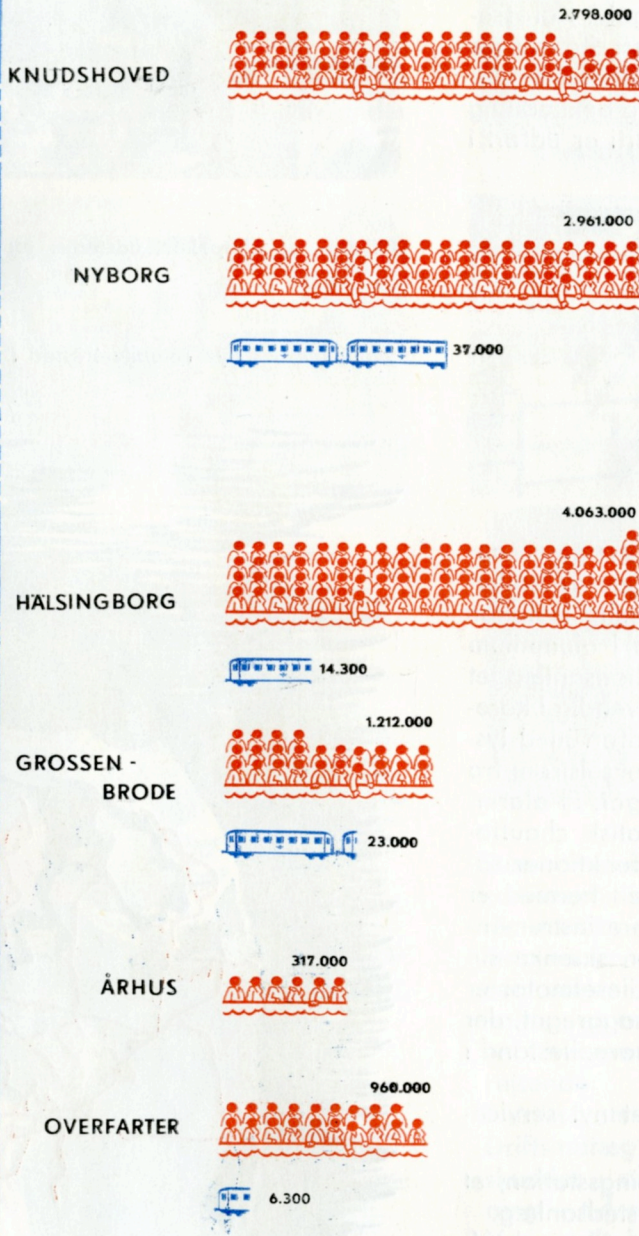 2.798.000
KNUDSHOVED
2.961.000
NYBORG
37.000
4.063.000
HÄLSINGBORG
14.300
1.212.000
GROSSEN-
BRODE
23.000
317.000
ÅRHUS
960.000
OVERFARTER
6.300